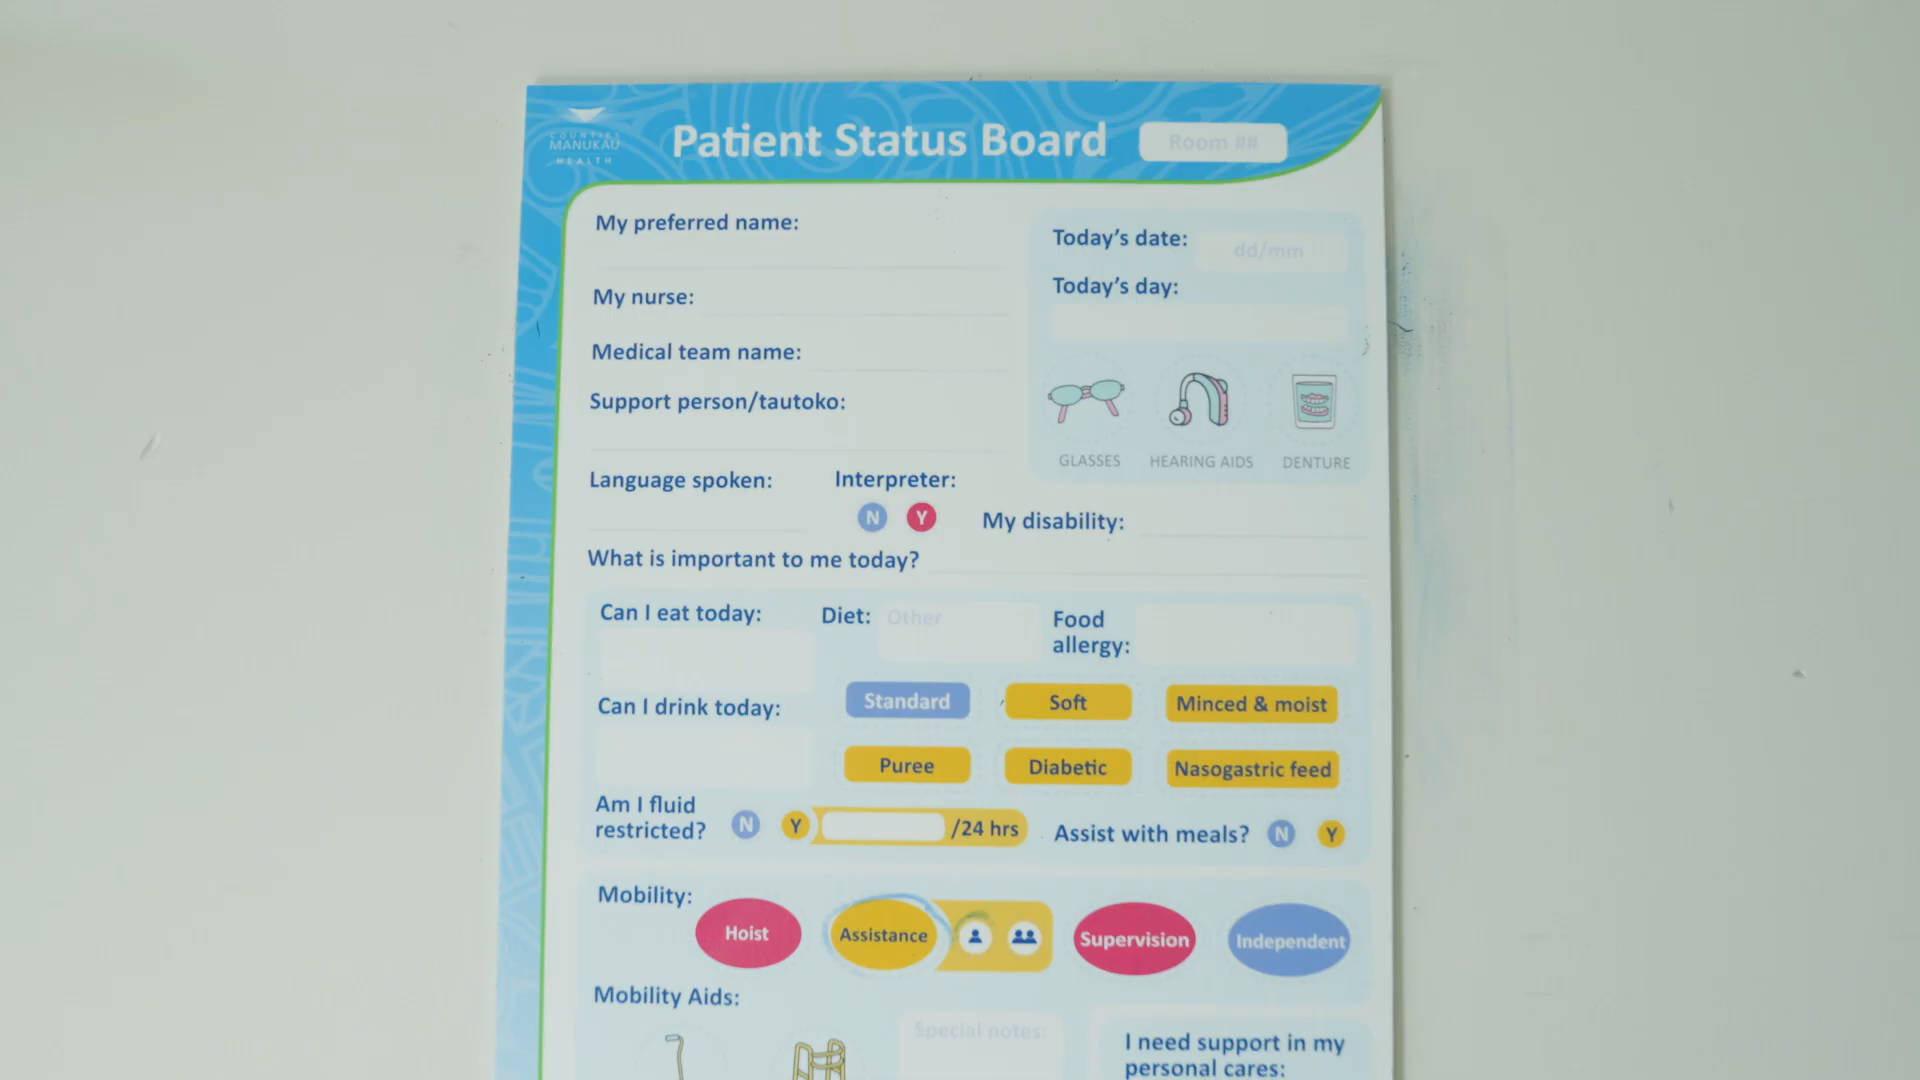 COUNTIES
MANUKAU
HEALTH
Patient Status Board
Room ##
My preferred name:
Today's date:
dd/mm
My nurse:
Today's day:
Medical team name:
Support person/tautoko:
GLASSES
HEARING AIDS
DENTURE
Language spoken:
Interpreter:
N
Y
My disability:
What is important to me today?
Can I eat today:
Diet:
Other
Food
allergy:
Can I drink today:
Standard
Soft
Minced & moist
Puree
Diabetic
Nasogastric feed
Am I fluid
restricted?
N
Y
/24 hrs
Assist with meals?
N
Y
Mobility:
Hoist
Assistance
Supervision
Independent
Mobility Aids:
Special notes:
I need support in my
personal cares: